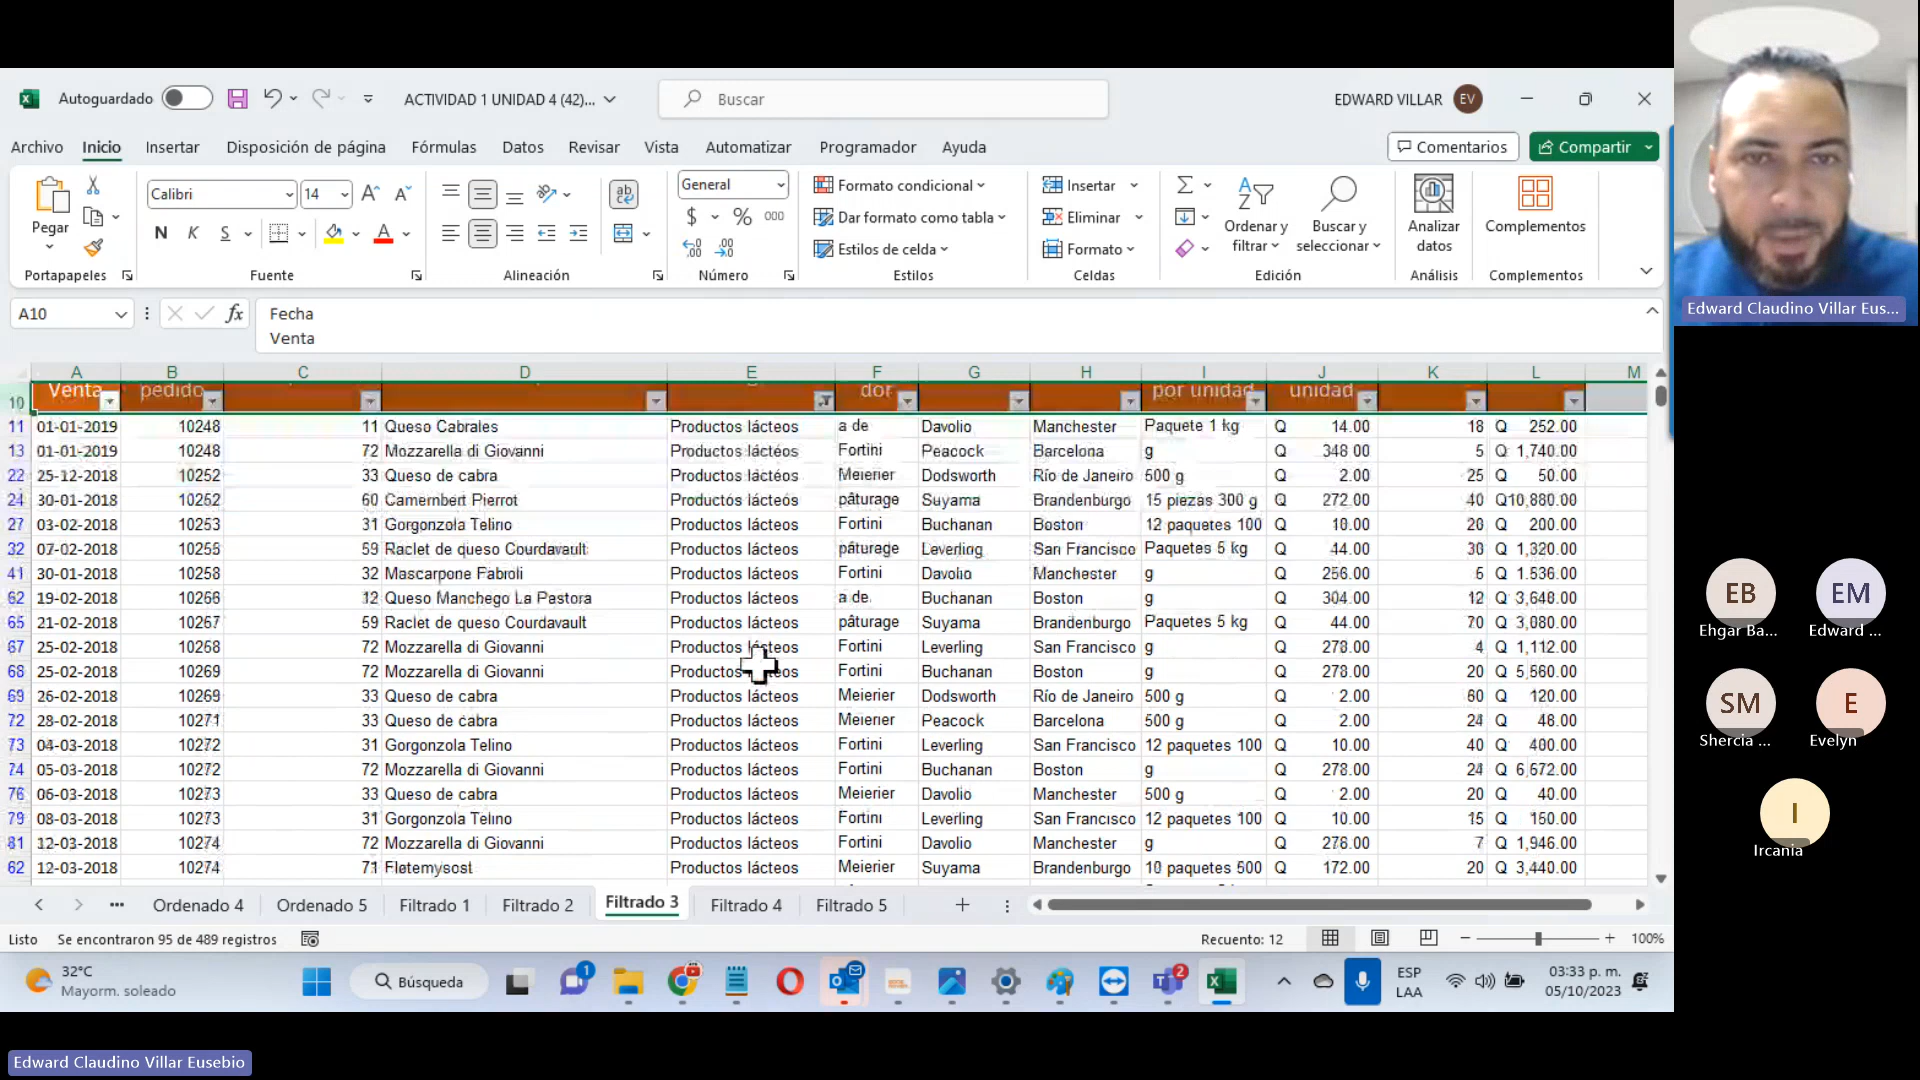 Autoguardado
ACTIVIDAD 1 UNIDAD 4 (42)...
Buscar
EDWARD VILLAR EV
Archivo Inicio Insertar Disposición de página Fórmulas Datos Revisar Vista Automatizar Programador Ayuda
Comentarios Compartir
Pegar
Portapapeles
Calibri 14
N K S
Fuente
Alineación
General
$ % 000
Número
Formato condicional
Dar formato como tabla
Estilos de celda
Estilos
Insertar
Eliminar
Formato
Celdas
Ordenar y filtrar
Buscar y seleccionar
Edición
Analizar datos
Análisis
Complementos
Complementos
A10
fx
Fecha
Venta
A B C D E F G H I J K L M
10 Venta pedido dor por unidad unidad
11 01-01-2019 10248 11 Queso Cabrales Productos lácteos a de Davolio Manchester Paquete 1 kg Q 14.00 18 Q 252.00
13 01-01-2019 10248 72 Mozzarella di Giovanni Productos lácteos Fortini Peacock Barcelona g Q 348.00 5 Q 1,740.00
22 25-12-2018 10252 33 Queso de cabra Productos lácteos Meierier Dodsworth Río de Janeiro 500 g Q 2.00 25 Q 50.00
24 30-01-2018 10252 60 Camembert Pierrot Productos lácteos pâturage Suyama Brandenburgo 15 piezas 300 g Q 272.00 40 Q10,880.00
27 03-02-2018 10253 31 Gorgonzola Telino Productos lácteos Fortini Buchanan Boston 12 paquetes 100 Q 10.00 20 Q 200.00
32 07-02-2018 10255 59 Raclet de queso Courdavault Productos lácteos pâturage Leverling San Francisco Paquetes 5 kg Q 44.00 30 Q 1,320.00
41 30-01-2018 10258 32 Mascarpone Fabroli Productos lácteos Fortini Davolio Manchester g Q 256.00 6 Q 1,536.00
62 19-02-2018 10266 12 Queso Manchego La Pastora Productos lácteos a de Buchanan Boston g Q 304.00 12 Q 3,648.00
65 21-02-2018 10267 59 Raclet de queso Courdavault Productos lácteos pâturage Suyama Brandenburgo Paquetes 5 kg Q 44.00 70 Q 3,080.00
67 25-02-2018 10268 72 Mozzarella di Giovanni Productos lácteos Fortini Leverling San Francisco g Q 278.00 4 Q 1,112.00
68 25-02-2018 10269 72 Mozzarella di Giovanni Productos lácteos Fortini Buchanan Boston g Q 278.00 20 Q 5,560.00
69 26-02-2018 10269 33 Queso de cabra Productos lácteos Meierier Dodsworth Río de Janeiro 500 g Q 2.00 60 Q 120.00
72 28-02-2018 10271 33 Queso de cabra Productos lácteos Meierier Peacock Barcelona 500 g Q 2.00 24 Q 48.00
73 04-03-2018 10272 31 Gorgonzola Telino Productos lácteos Fortini Leverling San Francisco 12 paquetes 100 Q 10.00 40 Q 400.00
74 05-03-2018 10272 72 Mozzarella di Giovanni Productos lácteos Fortini Buchanan Boston g Q 278.00 24 Q 6,672.00
76 06-03-2018 10273 33 Queso de cabra Productos lácteos Meierier Davolio Manchester 500 g Q 2.00 20 Q 40.00
79 08-03-2018 10273 31 Gorgonzola Telino Productos lácteos Fortini Leverling San Francisco 12 paquetes 100 Q 10.00 15 Q 150.00
81 12-03-2018 10274 72 Mozzarella di Giovanni Productos lácteos Fortini Davolio Manchester g Q 278.00 7 Q 1,946.00
82 12-03-2018 10274 71 Fløtemysost Productos lácteos Meierier Suyama Brandenburgo 10 paquetes 500 Q 172.00 20 Q 3,440.00
Ordenado 4 Ordenado 5 Filtrado 1 Filtrado 2 Filtrado 3 Filtrado 4 Filtrado 5
Listo Se encontraron 95 de 489 registros Recuento: 12 100%
32°C
Mayorm. soleado
Búsqueda
1
2
ESP
LAA
03:33 p. m.
05/10/2023
Edward Claudino Villar Eus...
EB
Ehgar Ba...
EM
Edward ...
SM
Shercia ...
E
Evelyn
I
Ircania
Edward Claudino Villar Eusebio